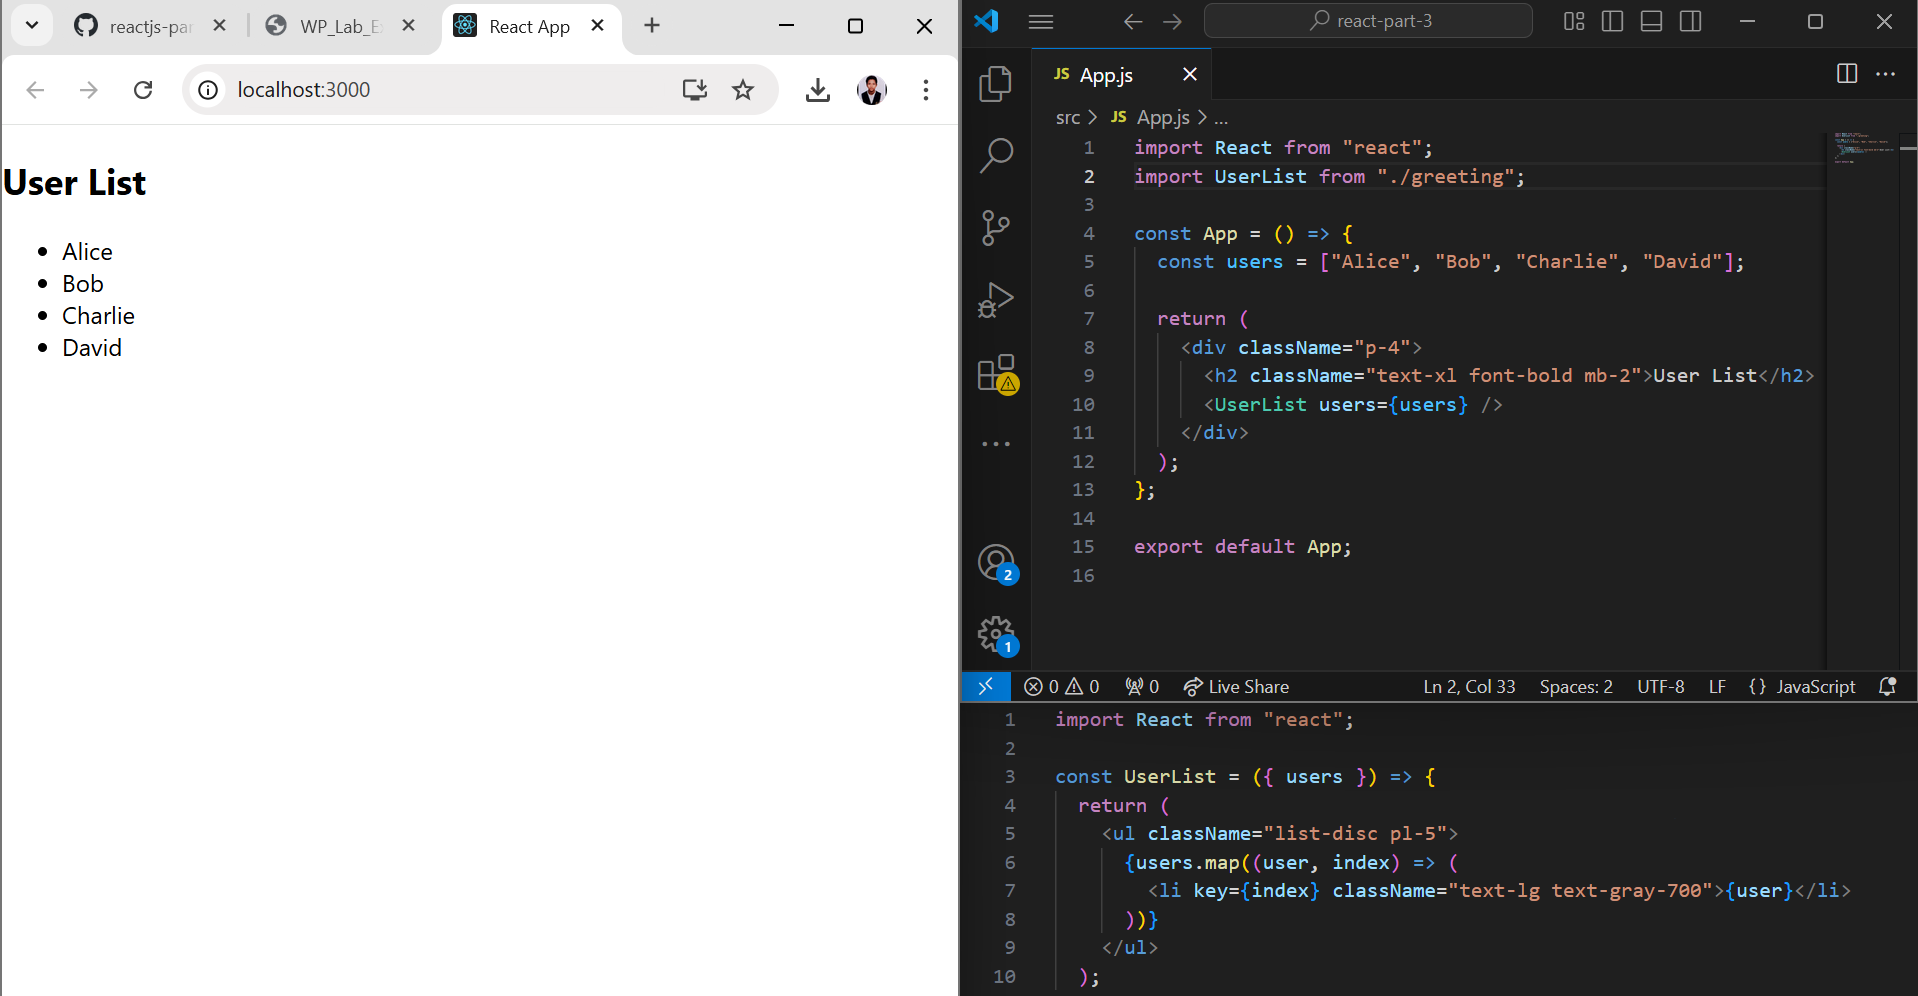 reactjs-par
WP_Lab_E
React App
localhost:3000
User List
Alice
Bob
Charlie
David
react-part-3
JS App.js
src > JS App.js > ...
1 import React from "react";
2 import UserList from "./greeting";
3
4 const App = () => {
5 const users = ["Alice", "Bob", "Charlie", "David"];
6
7 return (
8 <div className="p-4">
9 <h2 className="text-xl font-bold mb-2">User List</h2>
10 <UserList users={users} />
11 </div>
12 );
13 };
14
15 export default App;
16
2
1
0 0 0 Live Share Ln 2, Col 33 Spaces: 2 UTF-8 LF {} JavaScript
1 import React from "react";
2
3 const UserList = ({ users }) => {
4 return (
5 <ul className="list-disc pl-5">
6 {users.map((user, index) => (
7 <li key={index} className="text-lg text-gray-700">{user}</li>
8 ))}
9 </ul>
10 );